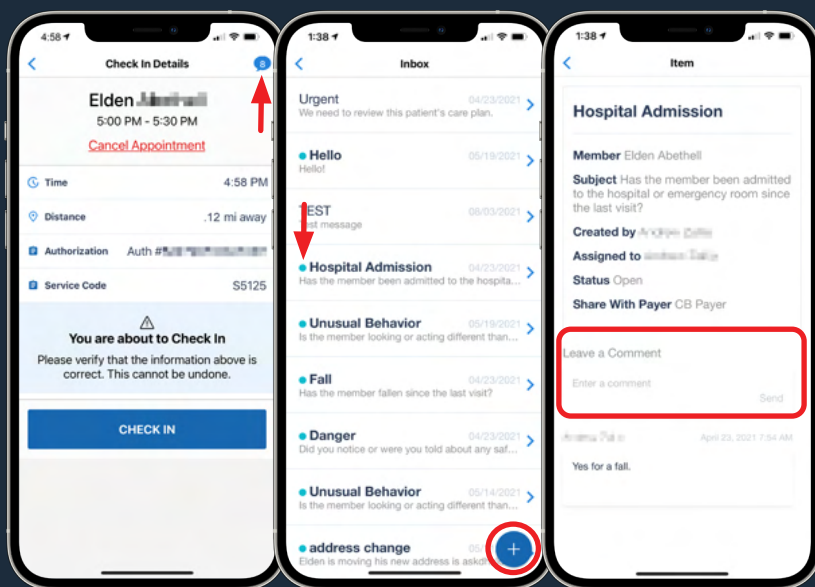 4:58
Check In Details
8
Elden
5:00 PM - 5:30 PM
Cancel Appointment
Time 4:58 PM
Distance .12 mi away
Authorization Auth #
Service Code S5125
You are about to Check In
Please verify that the information above is
correct. This cannot be undone.
CHECK IN
1:38
Inbox
Urgent 04/23/2021
We need to review this patient's care plan.
Hello 05/19/2021
Hello!
TEST 08/03/2021
Test message
Hospital Admission 04/23/2021
Has the member been admitted to the hospita...
Unusual Behavior 05/19/2021
Is the member looking or acting different than...
Fall 04/23/2021
Has the member fallen since the last visit?
Danger 04/23/2021
Did you notice or were you told about any saf...
Unusual Behavior 05/14/2021
Is the member looking or acting different than...
address change
Elden is moving his new address is
1:38
Item
Hospital Admission
Member Elden Abethell
Subject Has the member been admitted
to the hospital or emergency room since
the last visit?
Created by
Assigned to
Status Open
Share With Payer CB Payer
Leave a Comment
Enter a comment
Send
April 23, 2021 7:54 AM
Yes for a fall.